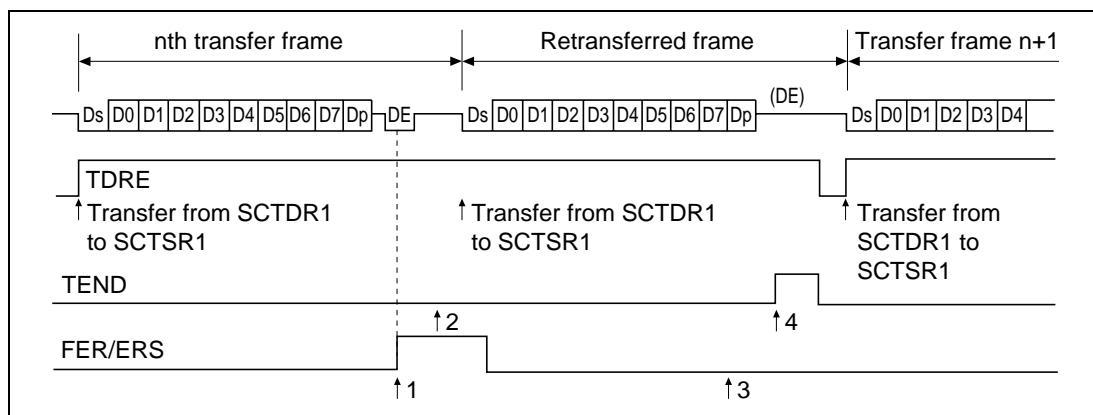 nth transfer frame Retransferred frame Transfer frame n+1
(DE)
Ds D0 D1 D2 D3 D4 D5 D6 D7 Dp DE Ds D0 D1 D2 D3 D4 D5 D6 D7 Dp Ds D0 D1 D2 D3 D4
TDRE
Transfer from SCTDR1
to SCTSR1
Transfer from SCTDR1
to SCTSR1
Transfer from
SCTDR1 to
SCTSR1
TEND
2 4
FER/ERS
1 3